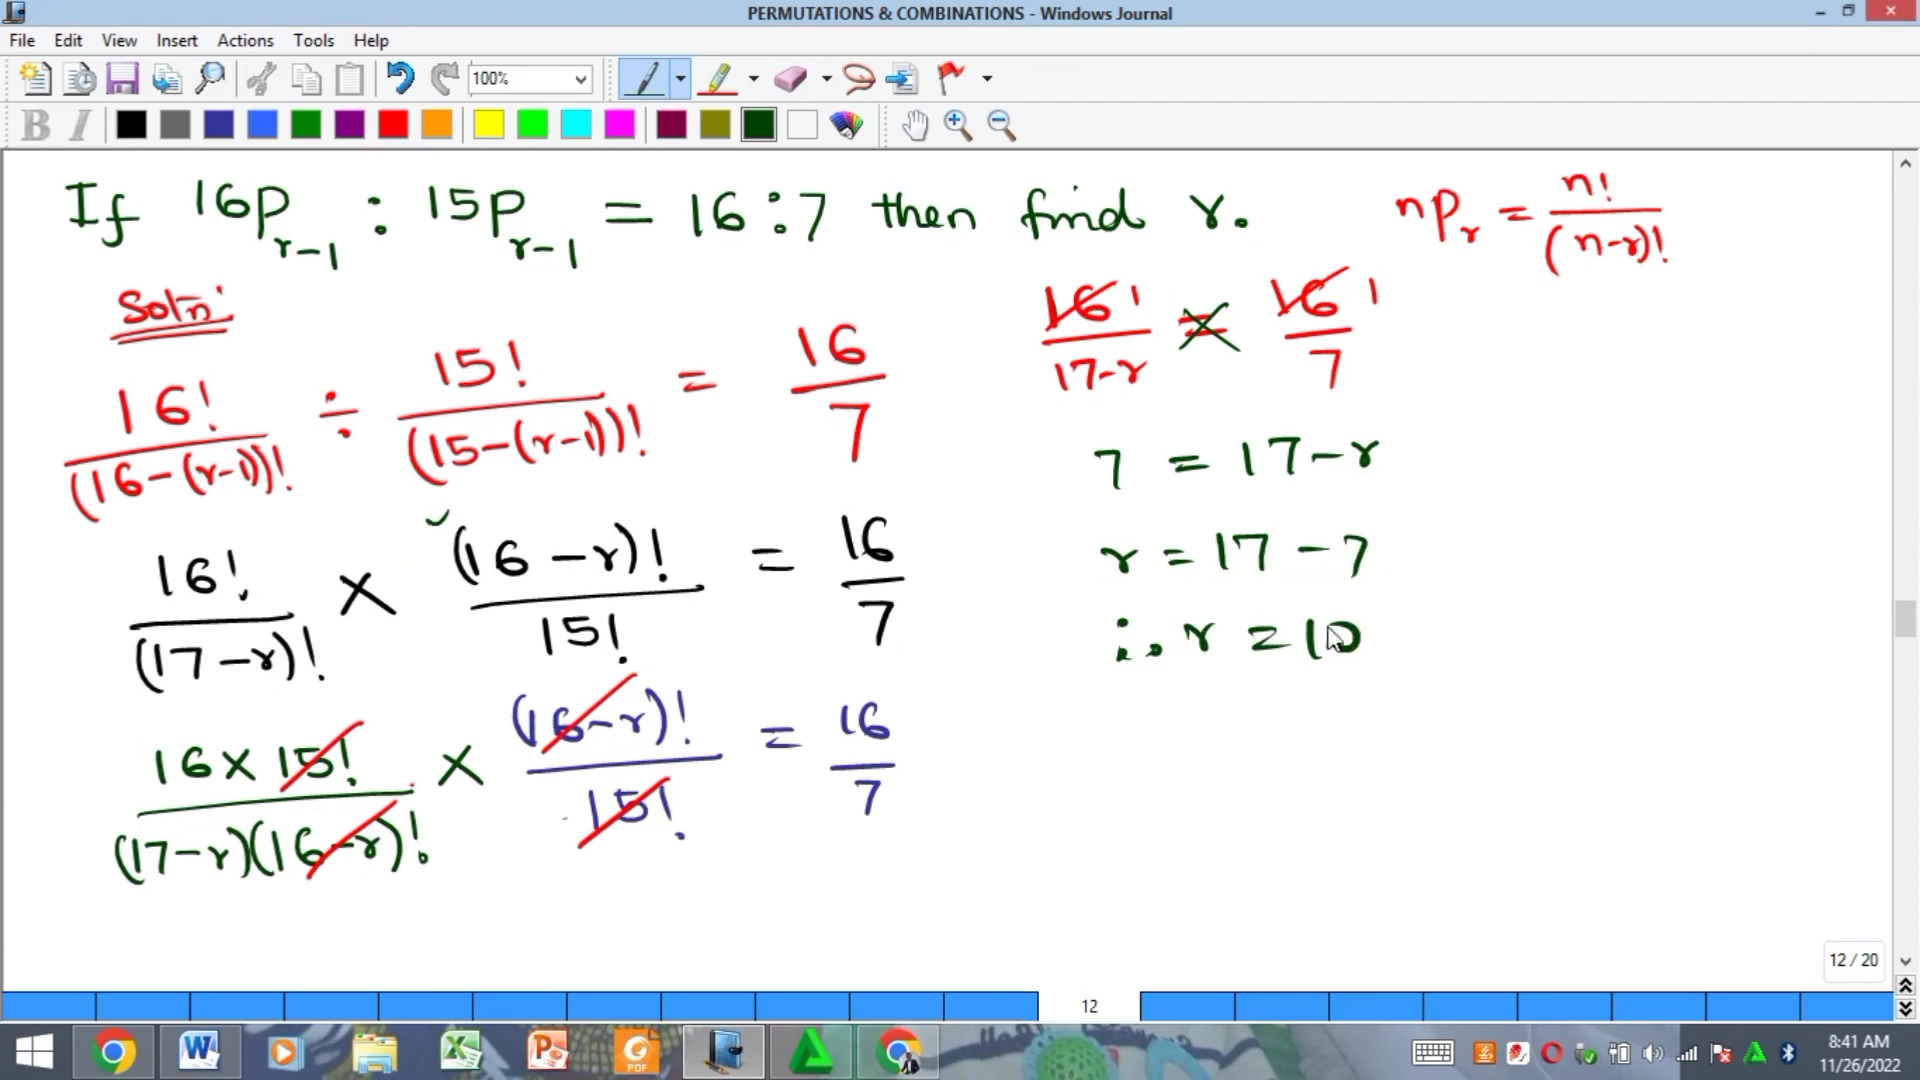 PERMUTATIONS & COMBINATIONS - Windows Journal
File Edit View Insert Actions Tools Help
100%
B I
If 16P_{r-1} : 15P_{r-1} = 16:7 then find r.
nP_r = n!/(n-r)!
Soln:
16!/(16-(r-1))! ÷ 15!/(15-(r-1))! = 16/7
16!/(17-r)! × (16-r)!/15! = 16/7
16×15!/(17-r)(16-r)! × (16-r)!/15! = 16/7
16 1/17-r = 16 1/7
7 = 17-r
r = 17-7
∴ r = 10
12 / 20
12
PDF
8:41 AM
11/26/2022